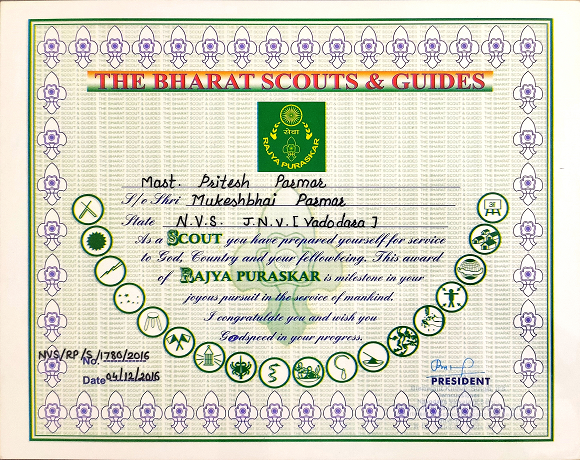 THE BHARAT SCOUTS & GUIDES
सेवा
RAJYA PURASKAR
Mast. Pritesh Parmar
S/o Shri Mukeshbhai Parmar
State N.V.S. J.N.V. [Vadodara]
As a SCOUT you have prepared yourself for service
to God, Country and your fellowbeing. This award
of RAJYA PURASKAR is milestone in your
joyous pursuit in the service of mankind.
I congratulate you and wish you
Godspeed in your progress.
No NVS/RP/S/1780/2016
Date 04/12/2016
PRESIDENT